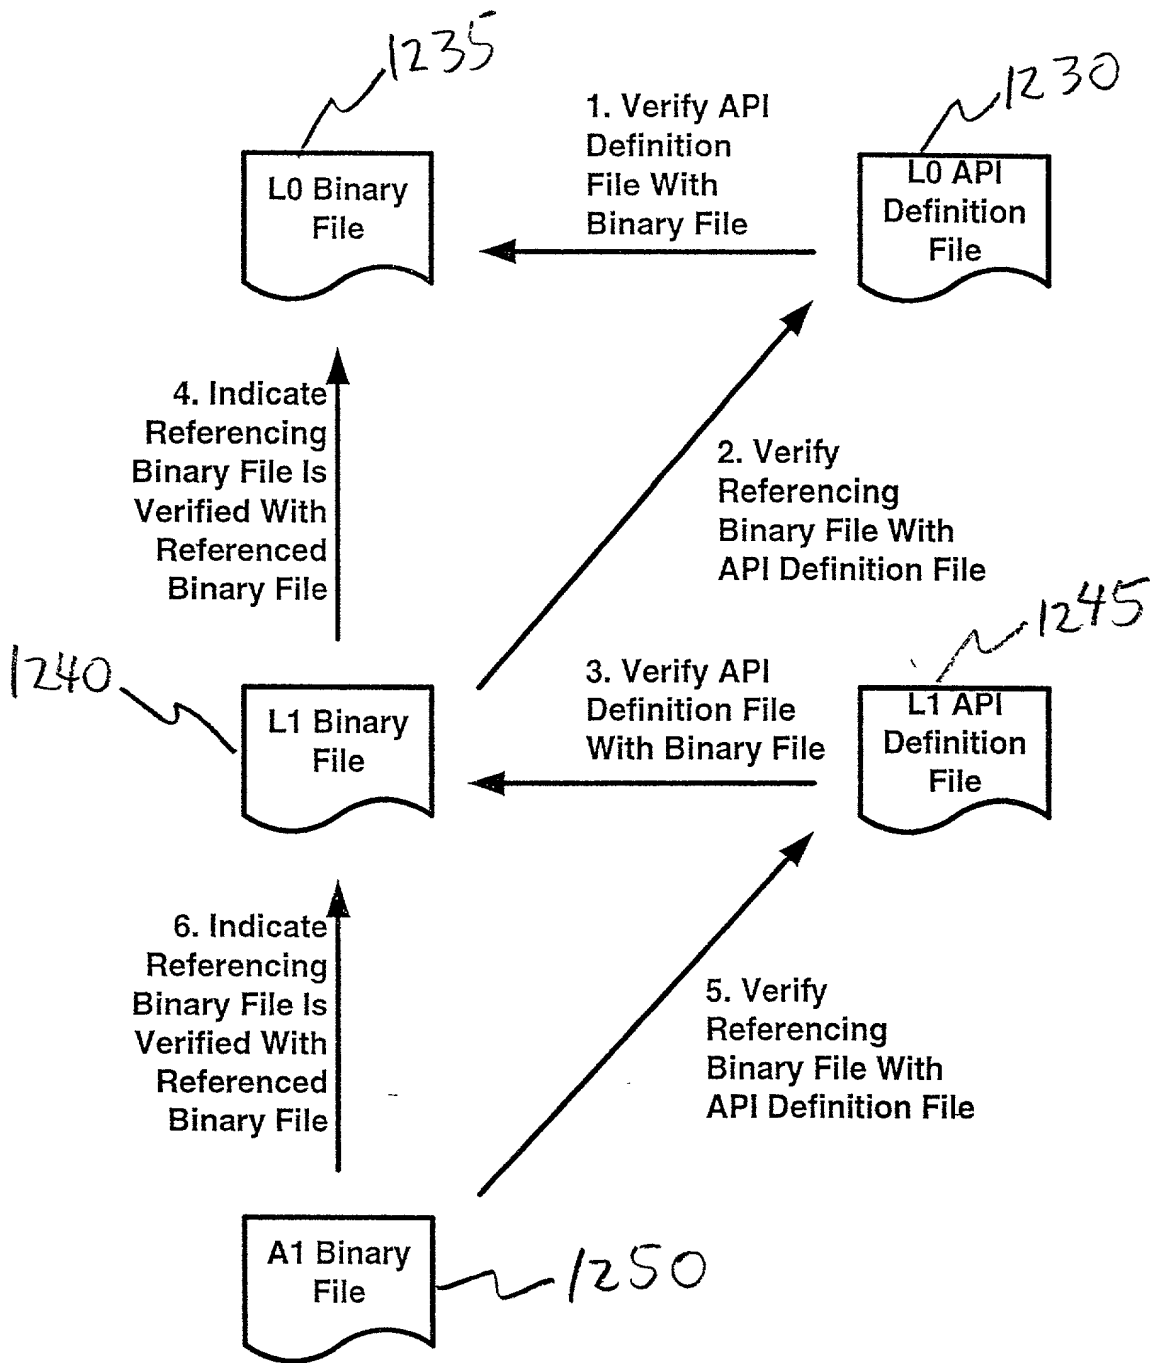 1235
1230
1. Verify API
Definition
File With
Binary File
L0 Binary
File
L0 API
Definition
File
4. Indicate
Referencing
Binary File Is
Verified With
Referenced
Binary File
2. Verify
Referencing
Binary File With
API Definition File
1245
1240
3. Verify API
Definition File
With Binary File
L1 Binary
File
L1 API
Definition
File
6. Indicate
Referencing
Binary File Is
Verified With
Referenced
Binary File
5. Verify
Referencing
Binary File With
API Definition File
A1 Binary
File
1250